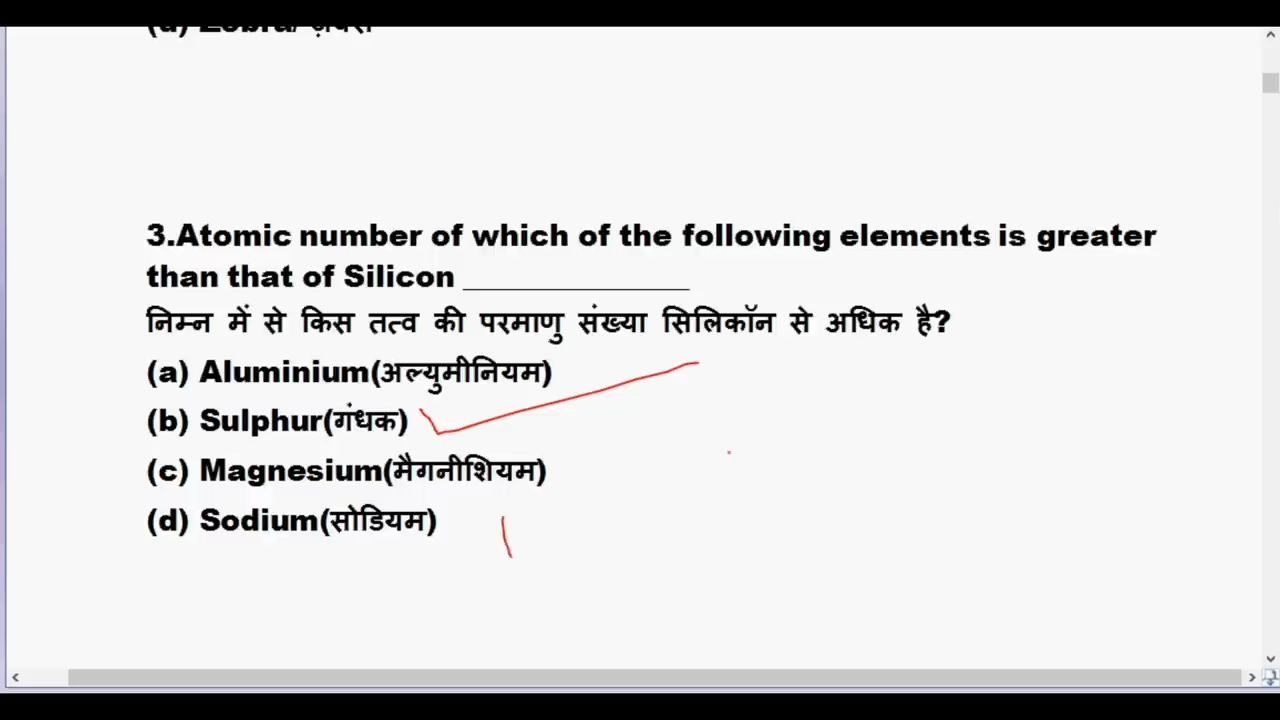 3.Atomic number of which of the following elements is greater
than that of Silicon ______________
निम्न में से किस तत्व की परमाणु संख्या सिलिकॉन से अधिक है?
(a) Aluminium(अल्युमीनियम)
(b) Sulphur(गंधक)
(c) Magnesium(मैगनीशियम)
(d) Sodium(सोडियम)